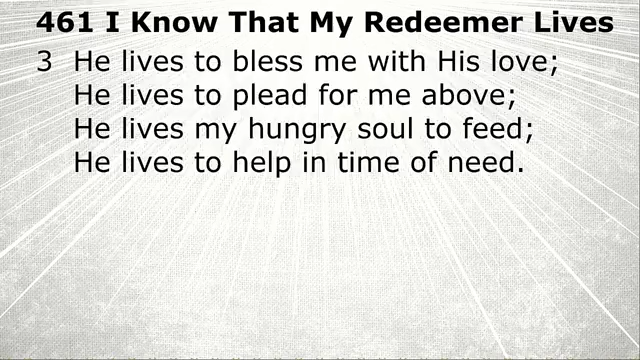 461 I Know That My Redeemer Lives
3 He lives to bless me with His love;
He lives to plead for me above;
He lives my hungry soul to feed;
He lives to help in time of need.